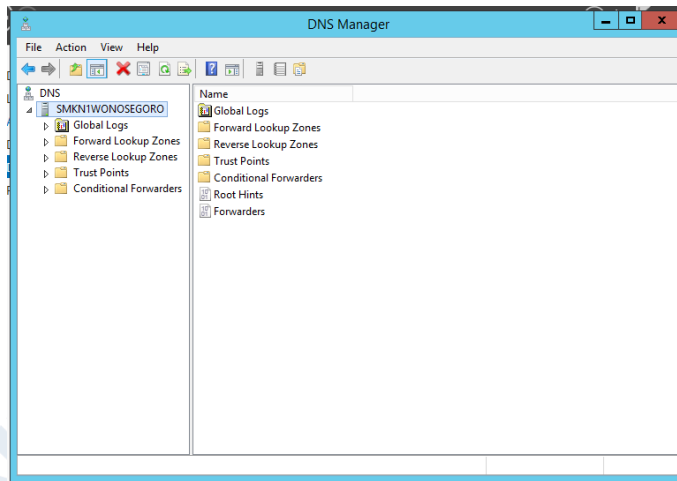 DNS Manager
File Action View Help
DNS
SMKN1WONOSEGORO
Global Logs
Forward Lookup Zones
Reverse Lookup Zones
Trust Points
Conditional Forwarders
Name
Global Logs
Forward Lookup Zones
Reverse Lookup Zones
Trust Points
Conditional Forwarders
Root Hints
Forwarders